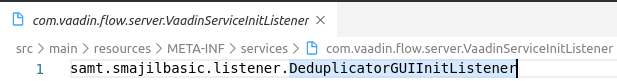 com.vaadin.flow.server.VaadinServiceInitListener ×
src > main > resources > META-INF > services > com.vaadin.flow.server.VaadinServiceInitListener
1 samt.smajilbasic.listener.DeduplicatorGUIInitListener